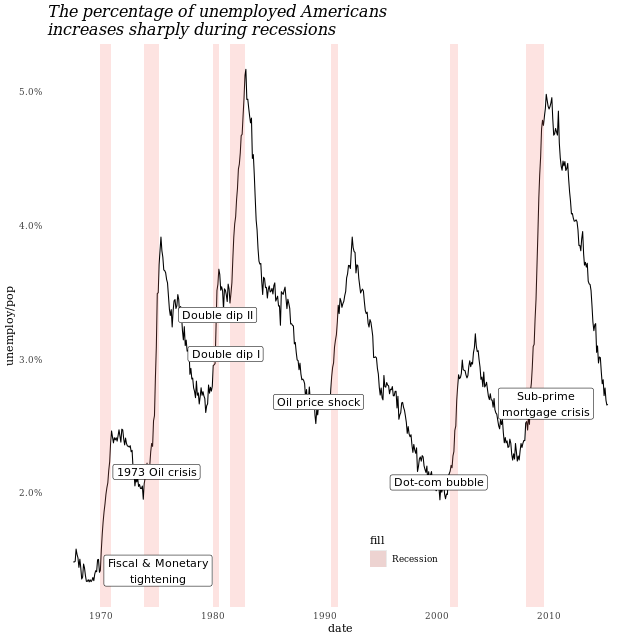 The percentage of unemployed Americans
increases sharply during recessions
5.0%
4.0%
3.0%
2.0%
unemploy/pop
Double dip II
Double dip I
Oil price shock
Sub-prime
mortgage crisis
1973 Oil crisis
Dot-com bubble
Fiscal & Monetary
tightening
fill
Recession
1970
1980
1990
2000
2010
date